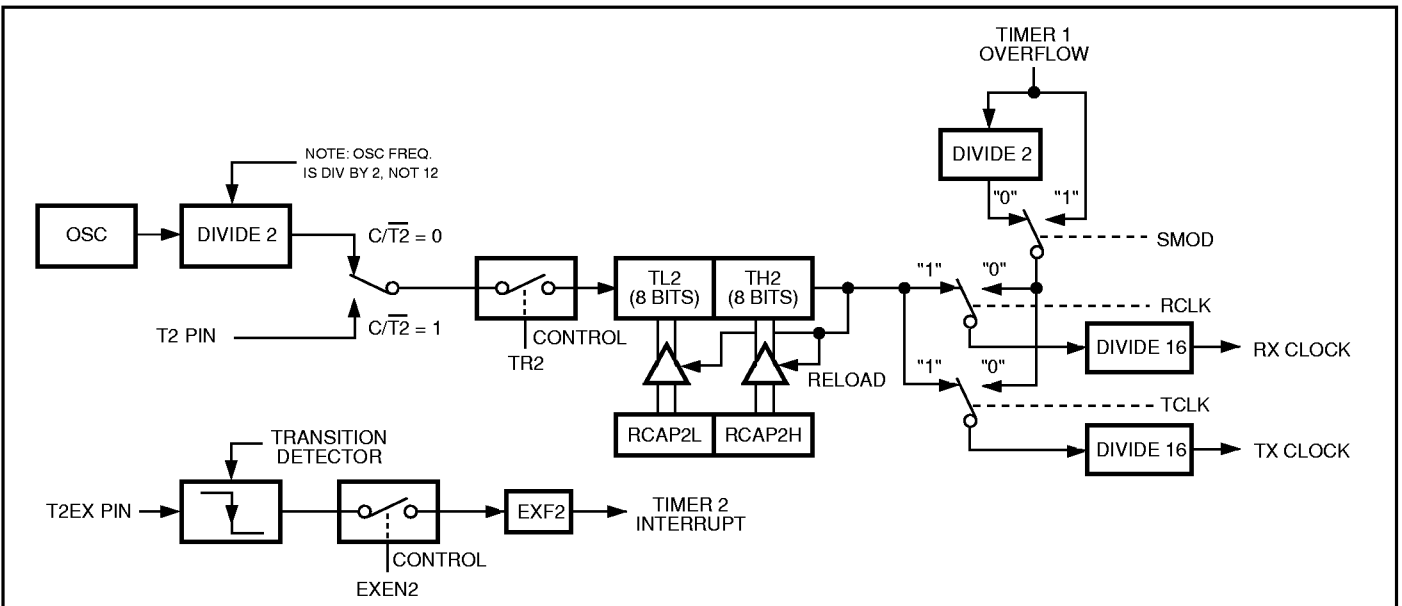 TIMER 1
OVERFLOW
NOTE: OSC FREQ.
IS DIV BY 2, NOT 12
DIVIDE 2
"0"
"1"
OSC
DIVIDE 2
C/T2̅ = 0
SMOD
TL2
(8 BITS)
TH2
(8 BITS)
"1"
"0"
RCLK
T2 PIN
C/T2̅ = 1
CONTROL
TR2
DIVIDE 16
RX CLOCK
RELOAD
"1"
"0"
TCLK
RCAP2L
RCAP2H
DIVIDE 16
TX CLOCK
TRANSITION
DETECTOR
T2EX PIN
EXF2
TIMER 2
INTERRUPT
CONTROL
EXEN2